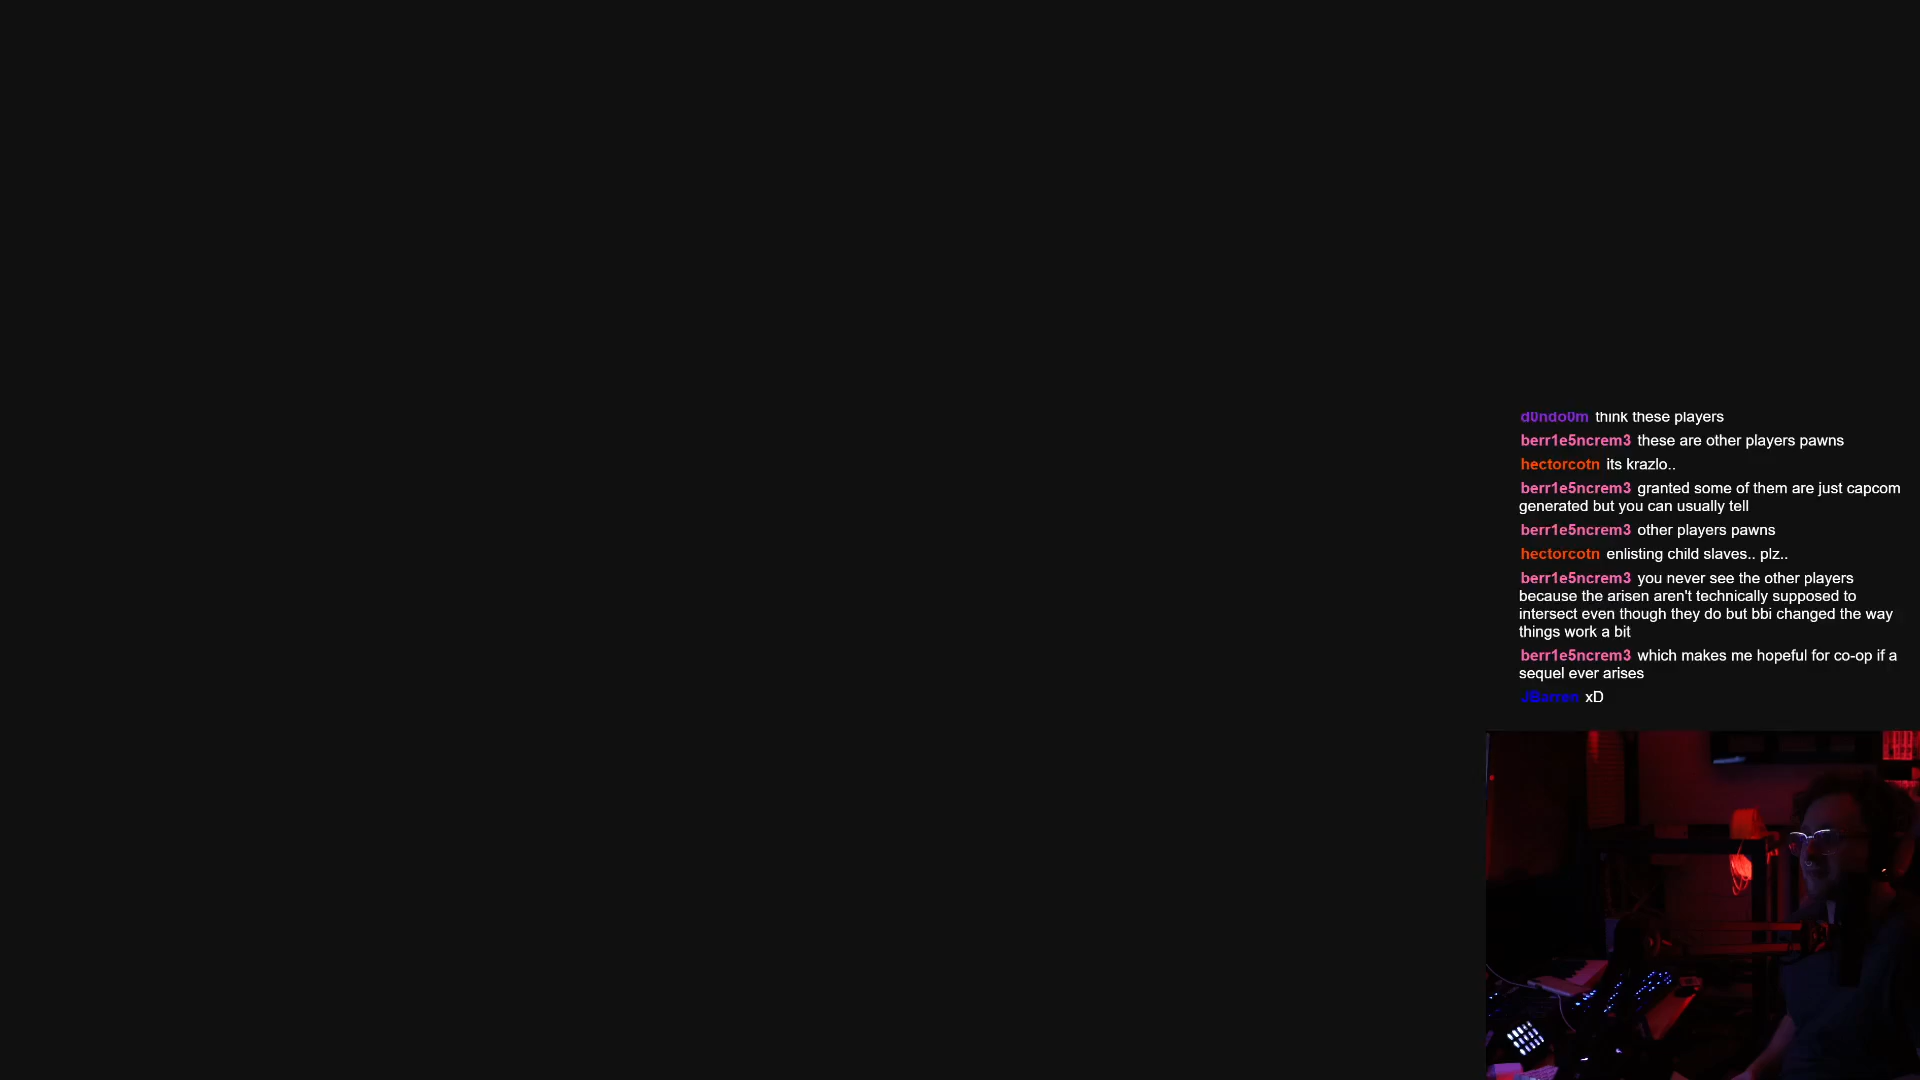 d0ndo0m think these players
berr1e5ncrem3 these are other players pawns
hectorcotn its krazlo..
berr1e5ncrem3 granted some of them are just capcom
generated but you can usually tell
berr1e5ncrem3 other players pawns
hectorcotn enlisting child slaves.. plz..
berr1e5ncrem3 you never see the other players
because the arisen aren't technically supposed to
intersect even though they do but bbi changed the way
things work a bit
berr1e5ncrem3 which makes me hopeful for co-op if a
sequel ever arises
JBarren xD